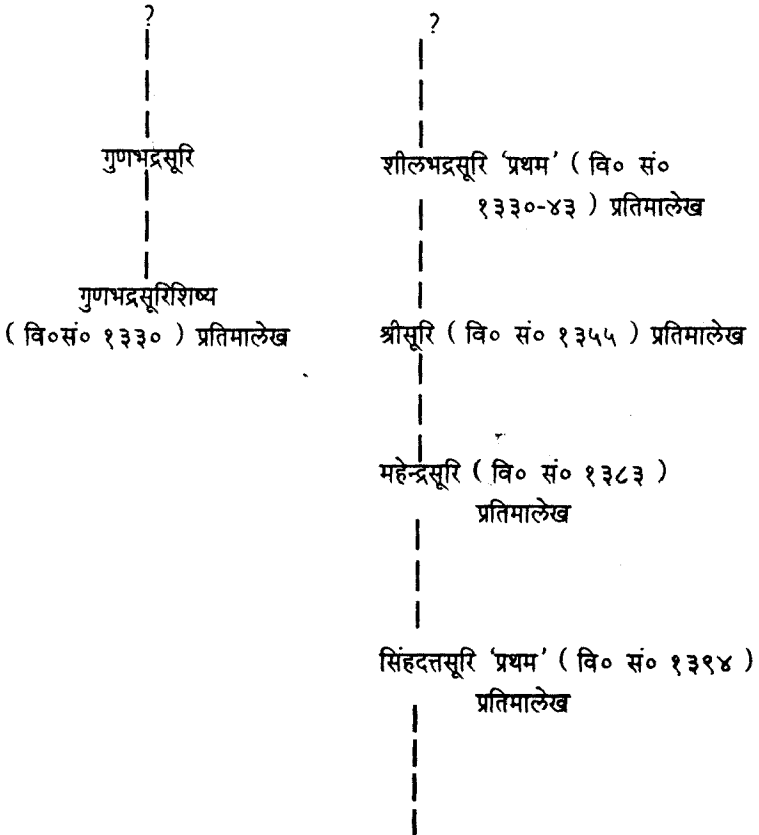 ?
गुणभद्रसूरि
गुणभद्रसूरिशिष्य
( वि०सं० १३३० ) प्रतिमालेख
?
शीलभद्रसूरि 'प्रथम' ( वि० सं०
१३३०-४३ ) प्रतिमालेख
श्रीसूरि ( वि० सं० १३५५ ) प्रतिमालेख
महेन्द्रसूरि ( वि० सं० १३८३ )
प्रतिमालेख
सिंहदत्तसूरि 'प्रथम' ( वि० सं० १३९४ )
प्रतिमालेख